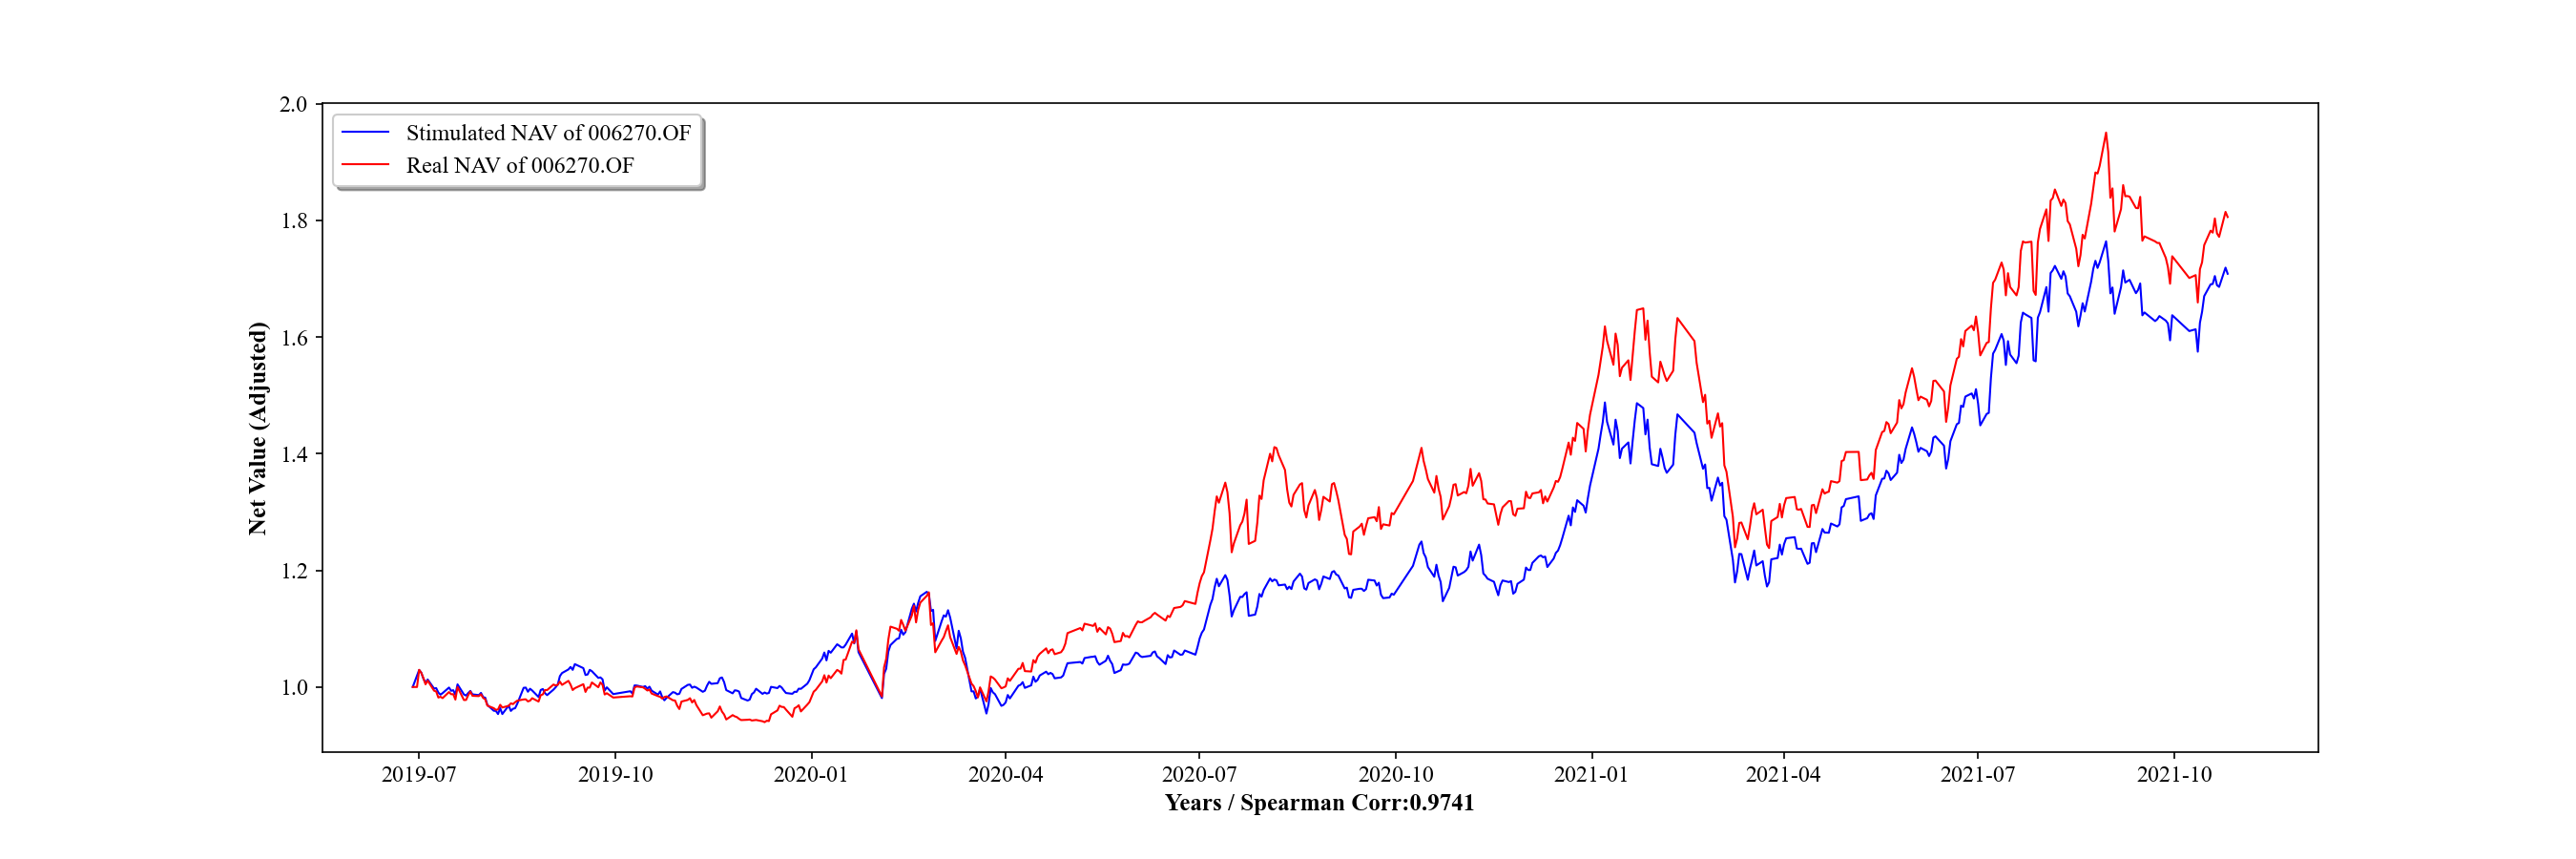 Stimulated NAV of 006270.OF
Real NAV of 006270.OF
2.0
1.8
1.6
1.4
1.2
1.0
Net Value (Adjusted)
2019-07 2019-10 2020-01 2020-04 2020-07 2020-10 2021-01 2021-04 2021-07 2021-10
Years / Spearman Corr:0.9741